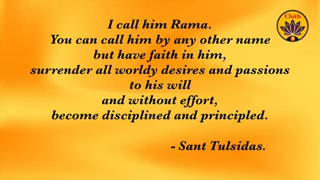 Chith
I call him Rama.
You can call him by any other name
but have faith in him,
surrender all worldy desires and passions
to his will
and without effort,
become disciplined and principled.
- Sant Tulsidas.